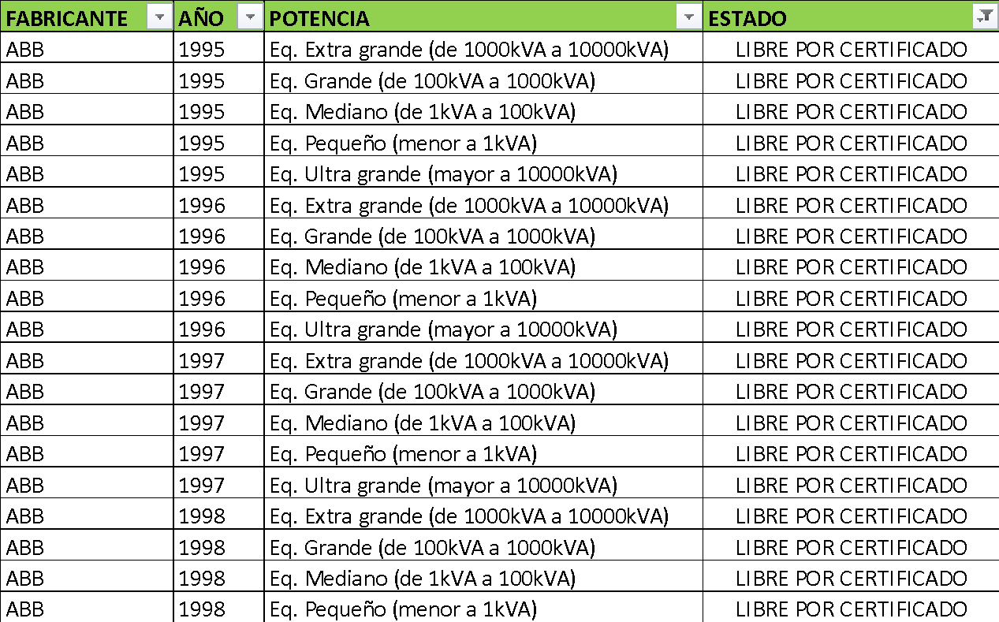 FABRICANTE AÑO POTENCIA ESTADO
ABB 1995 Eq. Extra grande (de 1000kVA a 10000kVA) LIBRE POR CERTIFICADO
ABB 1995 Eq. Grande (de 100kVA a 1000kVA) LIBRE POR CERTIFICADO
ABB 1995 Eq. Mediano (de 1kVA a 100kVA) LIBRE POR CERTIFICADO
ABB 1995 Eq. Pequeño (menor a 1kVA) LIBRE POR CERTIFICADO
ABB 1995 Eq. Ultra grande (mayor a 10000kVA) LIBRE POR CERTIFICADO
ABB 1996 Eq. Extra grande (de 1000kVA a 10000kVA) LIBRE POR CERTIFICADO
ABB 1996 Eq. Grande (de 100kVA a 1000kVA) LIBRE POR CERTIFICADO
ABB 1996 Eq. Mediano (de 1kVA a 100kVA) LIBRE POR CERTIFICADO
ABB 1996 Eq. Pequeño (menor a 1kVA) LIBRE POR CERTIFICADO
ABB 1996 Eq. Ultra grande (mayor a 10000kVA) LIBRE POR CERTIFICADO
ABB 1997 Eq. Extra grande (de 1000kVA a 10000kVA) LIBRE POR CERTIFICADO
ABB 1997 Eq. Grande (de 100kVA a 1000kVA) LIBRE POR CERTIFICADO
ABB 1997 Eq. Mediano (de 1kVA a 100kVA) LIBRE POR CERTIFICADO
ABB 1997 Eq. Pequeño (menor a 1kVA) LIBRE POR CERTIFICADO
ABB 1997 Eq. Ultra grande (mayor a 10000kVA) LIBRE POR CERTIFICADO
ABB 1998 Eq. Extra grande (de 1000kVA a 10000kVA) LIBRE POR CERTIFICADO
ABB 1998 Eq. Grande (de 100kVA a 1000kVA) LIBRE POR CERTIFICADO
ABB 1998 Eq. Mediano (de 1kVA a 100kVA) LIBRE POR CERTIFICADO
ABB 1998 Eq. Pequeño (menor a 1kVA) LIBRE POR CERTIFICADO